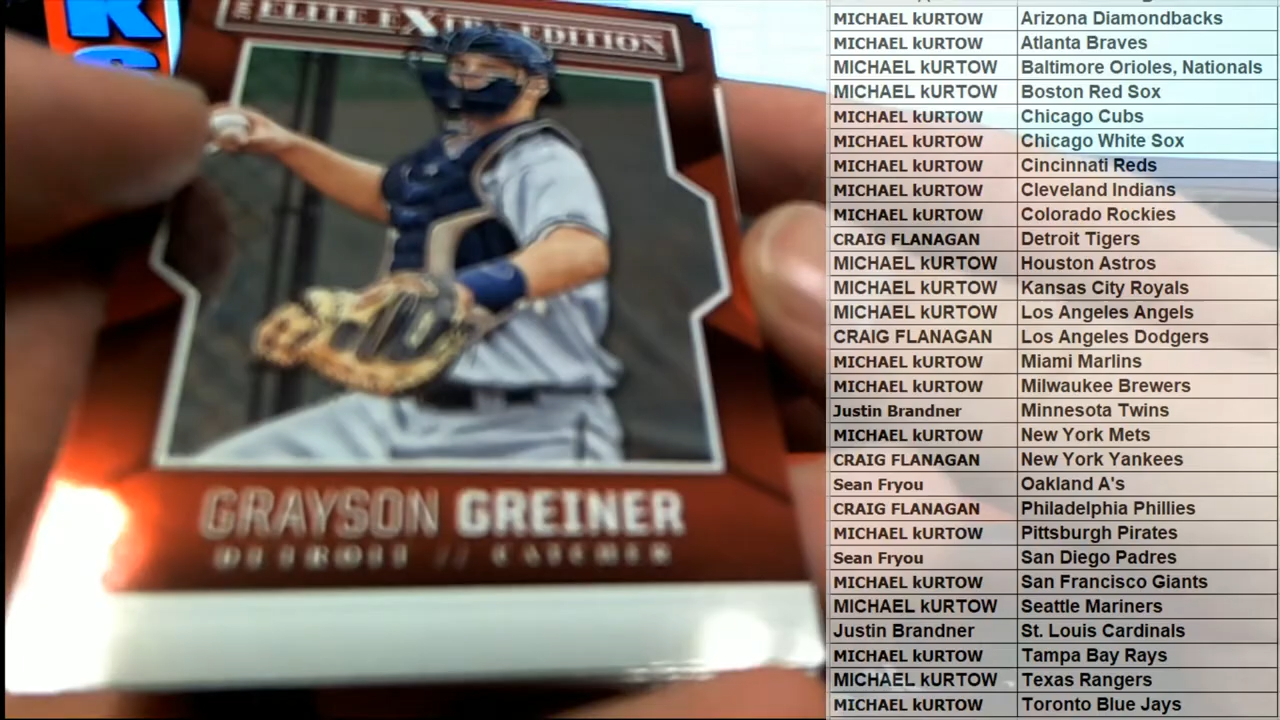 ELITE EXTRA EDITION
GRAYSON GREINER
DETROIT // CATCHER
MICHAEL kURTOW Arizona Diamondbacks
MICHAEL kURTOW Atlanta Braves
MICHAEL kURTOW Baltimore Orioles, Nationals
MICHAEL kURTOW Boston Red Sox
MICHAEL kURTOW Chicago Cubs
MICHAEL kURTOW Chicago White Sox
MICHAEL kURTOW Cincinnati Reds
MICHAEL kURTOW Cleveland Indians
MICHAEL kURTOW Colorado Rockies
CRAIG FLANAGAN Detroit Tigers
MICHAEL kURTOW Houston Astros
MICHAEL kURTOW Kansas City Royals
MICHAEL kURTOW Los Angeles Angels
CRAIG FLANAGAN Los Angeles Dodgers
MICHAEL kURTOW Miami Marlins
MICHAEL kURTOW Milwaukee Brewers
Justin Brandner Minnesota Twins
MICHAEL kURTOW New York Mets
CRAIG FLANAGAN New York Yankees
Sean Fryou Oakland A's
CRAIG FLANAGAN Philadelphia Phillies
MICHAEL kURTOW Pittsburgh Pirates
Sean Fryou San Diego Padres
MICHAEL kURTOW San Francisco Giants
MICHAEL kURTOW Seattle Mariners
Justin Brandner St. Louis Cardinals
MICHAEL kURTOW Tampa Bay Rays
MICHAEL kURTOW Texas Rangers
MICHAEL kURTOW Toronto Blue Jays